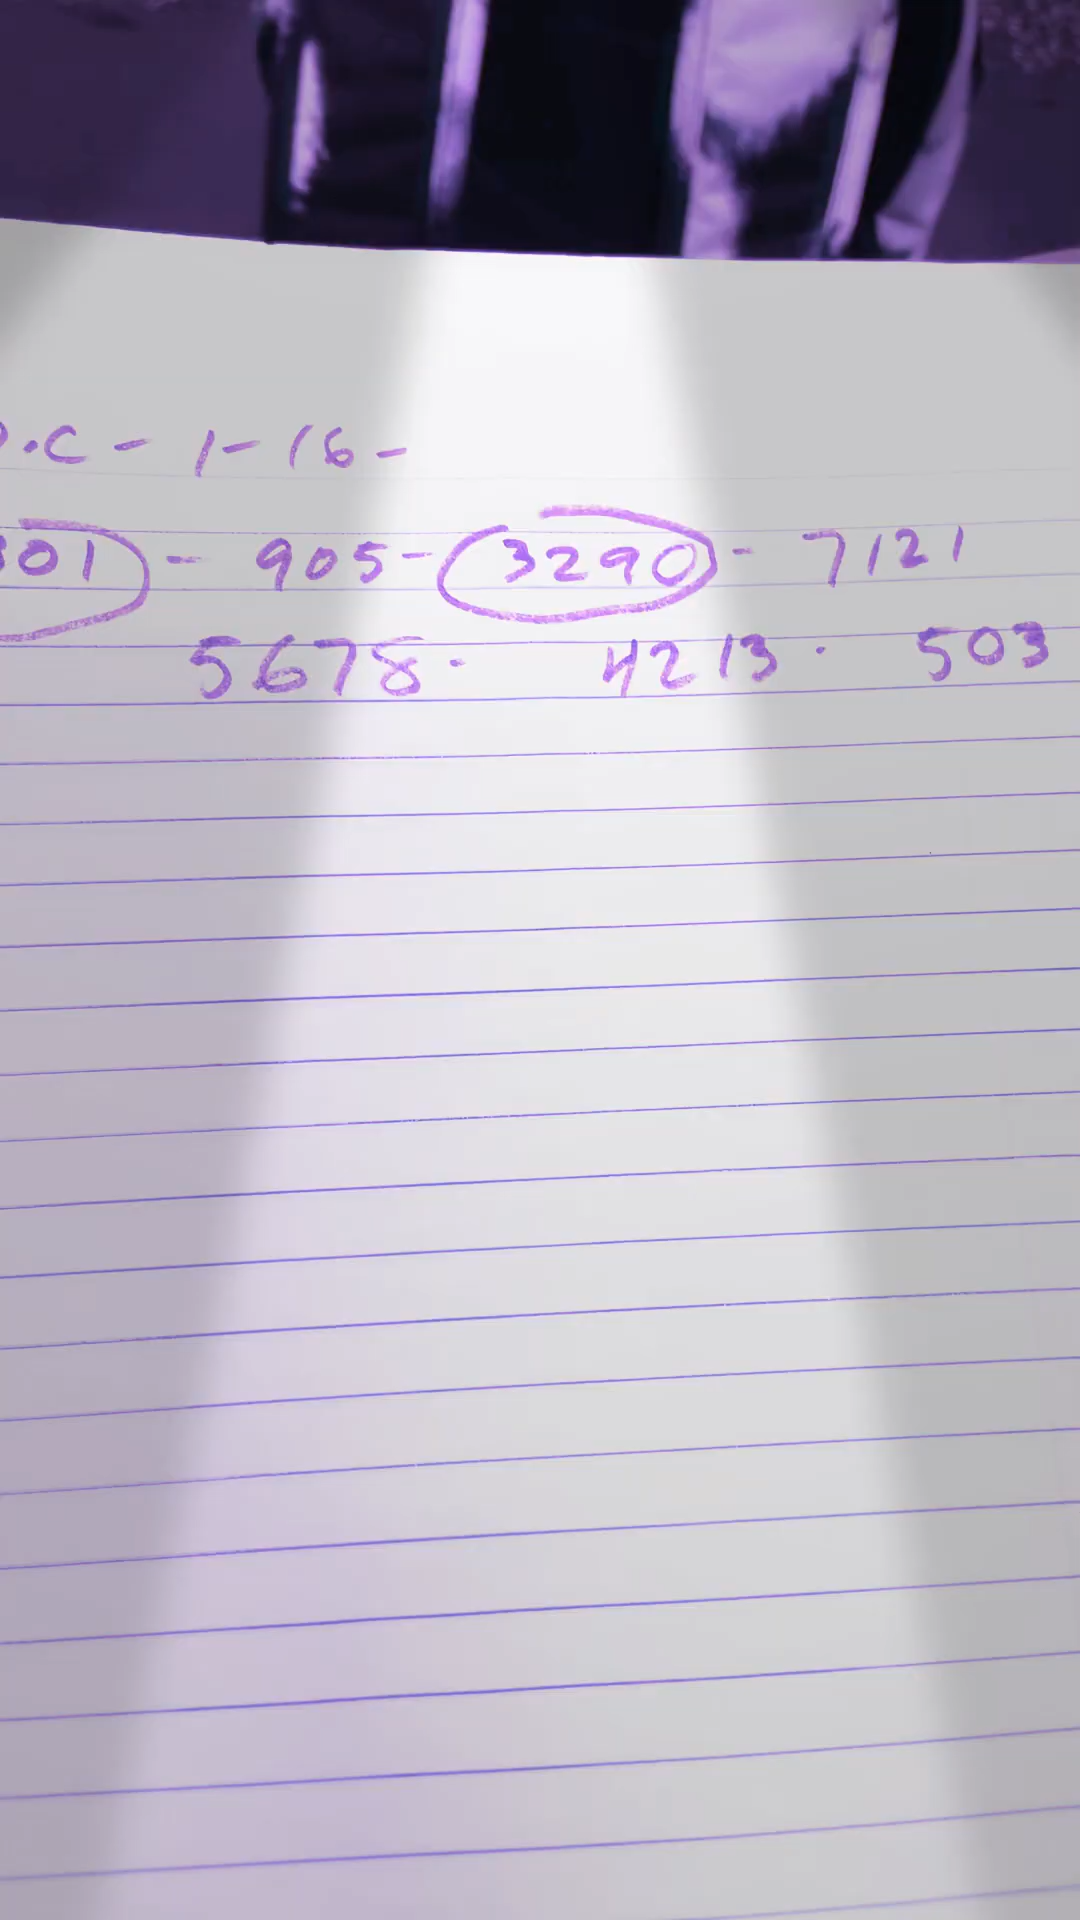 .C - 1-16-
01 - 905- 3290 - 7121
5678. 4213. 503